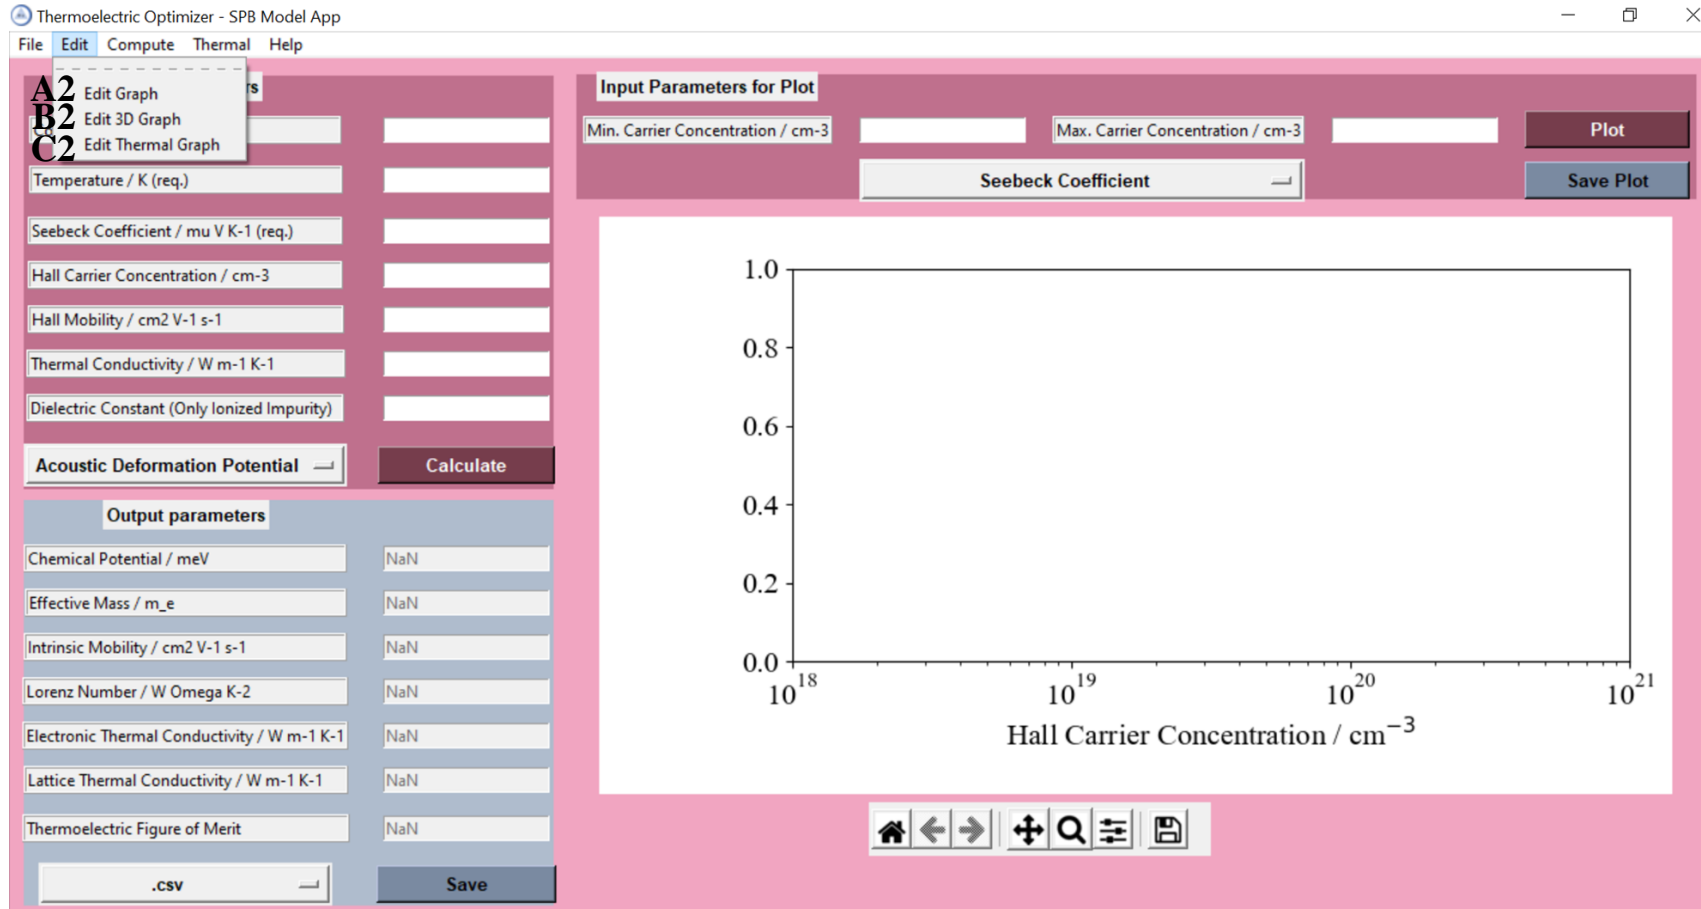 Thermoelectric Optimizer - SPB Model App
File Edit Compute Thermal Help
A2 Edit Graph
B2 Edit 3D Graph
C2 Edit Thermal Graph
Temperature / K (req.)
Seebeck Coefficient / mu V K-1 (req.)
Hall Carrier Concentration / cm-3
Hall Mobility / cm2 V-1 s-1
Thermal Conductivity / W m-1 K-1
Dielectric Constant (Only Ionized Impurity)
Acoustic Deformation Potential
Calculate
Output parameters
Chemical Potential / meV NaN
Effective Mass / m_e NaN
Intrinsic Mobility / cm2 V-1 s-1 NaN
Lorenz Number / W Omega K-2 NaN
Electronic Thermal Conductivity / W m-1 K-1 NaN
Lattice Thermal Conductivity / W m-1 K-1 NaN
Thermoelectric Figure of Merit NaN
.csv Save
Input Parameters for Plot
Min. Carrier Concentration / cm-3 Max. Carrier Concentration / cm-3 Plot
Seebeck Coefficient Save Plot
1.0
0.8
0.6
0.4
0.2
0.0
10^18 10^19 10^20 10^21
Hall Carrier Concentration / cm^−3